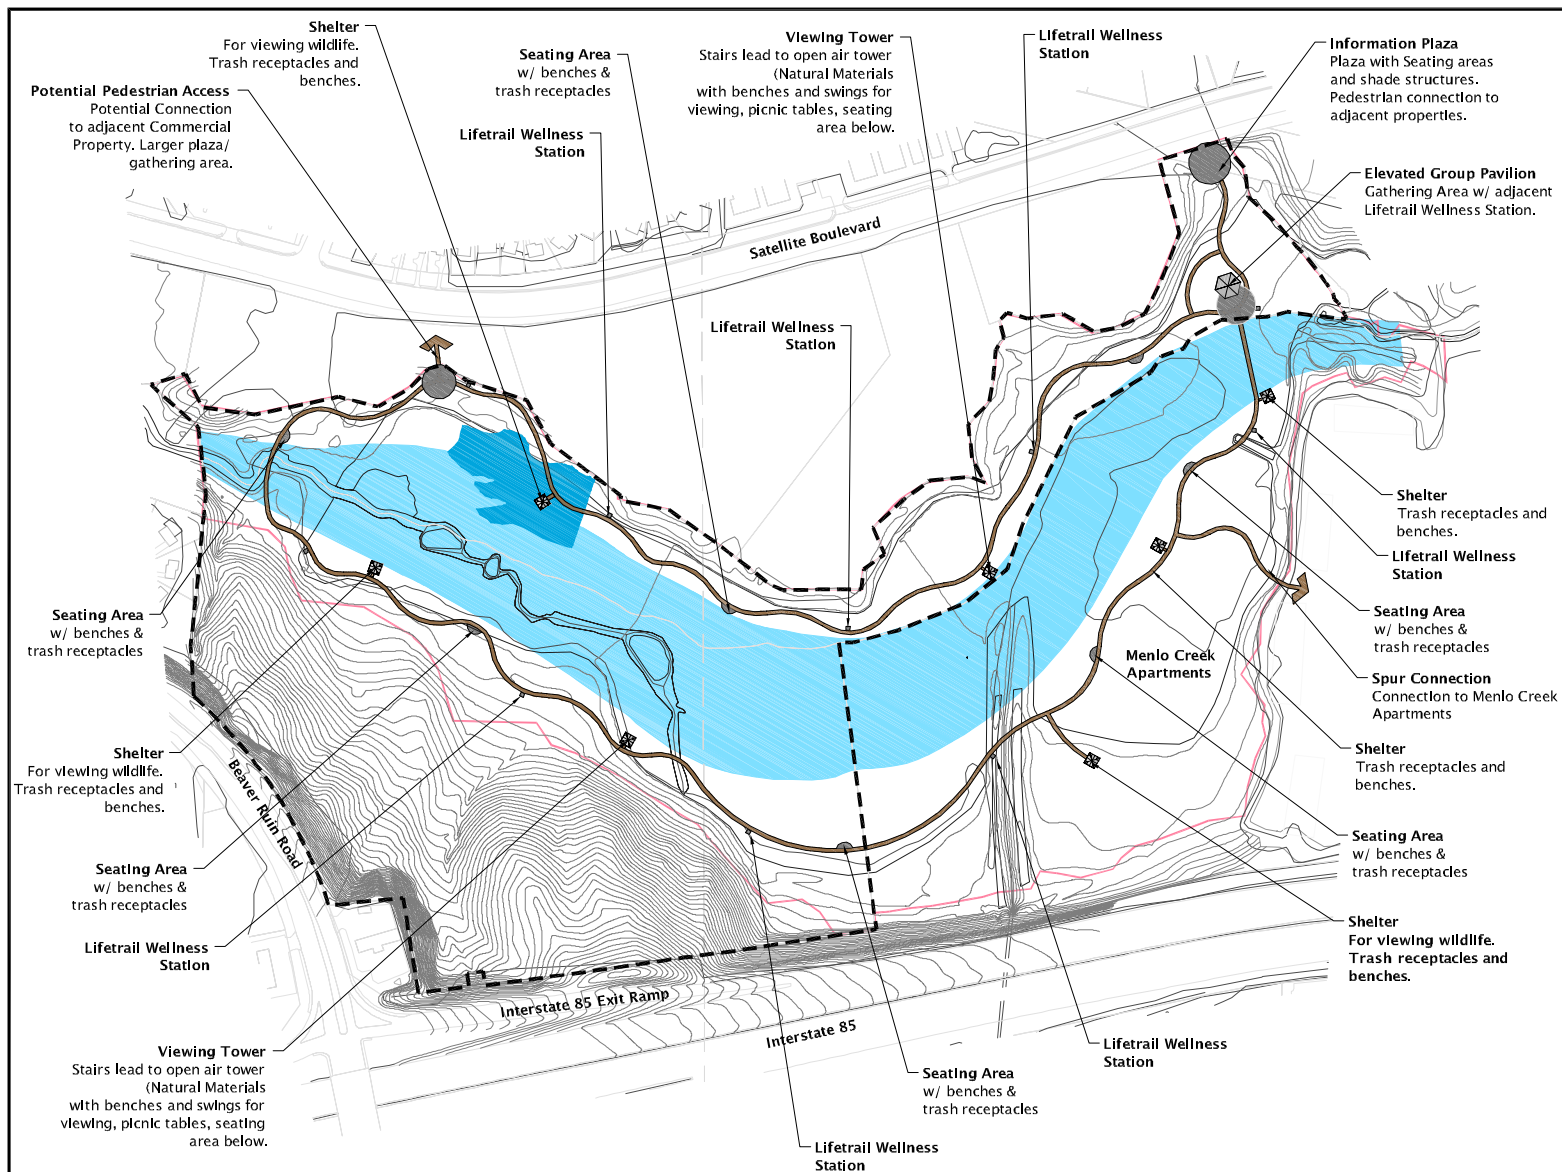 Shelter
For viewing wildlife.
Trash receptacles and
benches.
Seating Area
w/ benches &
trash receptacles
Viewing Tower
Stairs lead to open air tower
(Natural Materials
with benches and swings for
viewing, picnic tables, seating
area below.
Lifetrail Wellness
Station
Information Plaza
Plaza with Seating areas
and shade structures.
Pedestrian connection to
adjacent properties.
Potential Pedestrian Access
Potential Connection
to adjacent Commercial
Property. Larger plaza/
gathering area.
Lifetrail Wellness
Station
Elevated Group Pavilion
Gathering Area w/ adjacent
Lifetrail Wellness Station.
Satellite Boulevard
Lifetrail Wellness
Station
Shelter
Trash receptacles and
benches.
Lifetrail Wellness
Station
Seating Area
w/ benches &
trash receptacles
Seating Area
w/ benches &
trash receptacles
Menlo Creek
Apartments
Spur Connection
Connection to Menlo Creek
Apartments
Shelter
For viewing wildlife.
Trash receptacles and
benches.
Shelter
Trash receptacles and
benches.
Beaver Ruin Road
Seating Area
w/ benches &
trash receptacles
Seating Area
w/ benches &
trash receptacles
Lifetrail Wellness
Station
Shelter
For viewing wildlife.
Trash receptacles and
benches.
Interstate 85 Exit Ramp
Interstate 85
Viewing Tower
Stairs lead to open air tower
(Natural Materials
with benches and swings for
viewing, picnic tables, seating
area below.
Lifetrail Wellness
Station
Seating Area
w/ benches &
trash receptacles
Lifetrail Wellness
Station